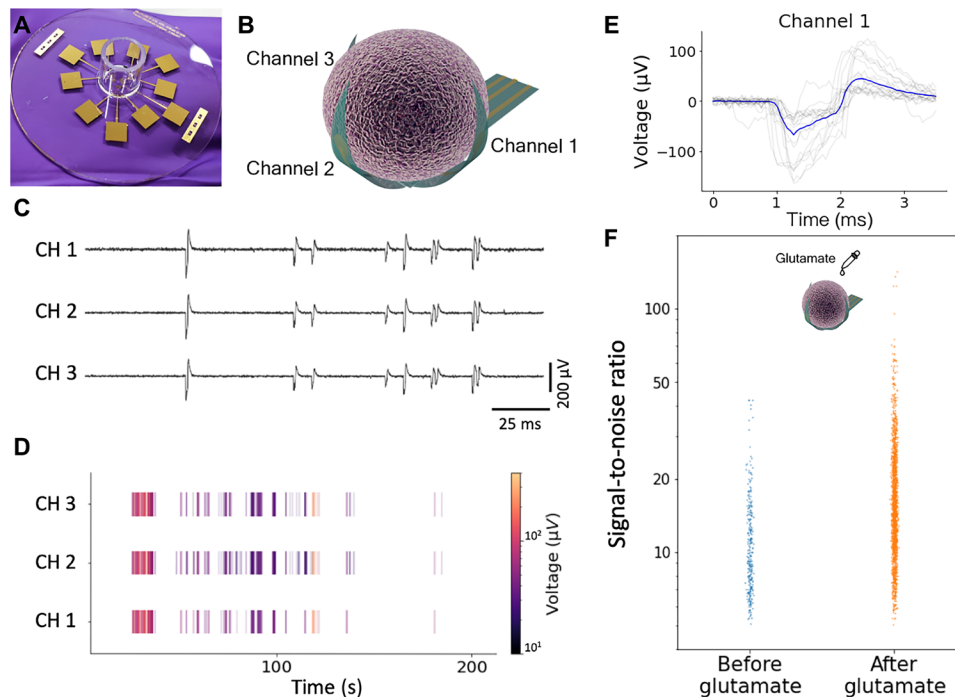 A
B
Channel 3
Channel 2
Channel 1
C
CH 1
CH 2
CH 3
200 µV
25 ms
D
CH 3
CH 2
CH 1
100
200
Time (s)
10²
10¹
Voltage (µV)
E
Channel 1
100
0
−100
Voltage (µV)
0
1
2
3
Time (ms)
F
Glutamate
100
50
20
10
Signal-to-noise ratio
Before
glutamate
After
glutamate